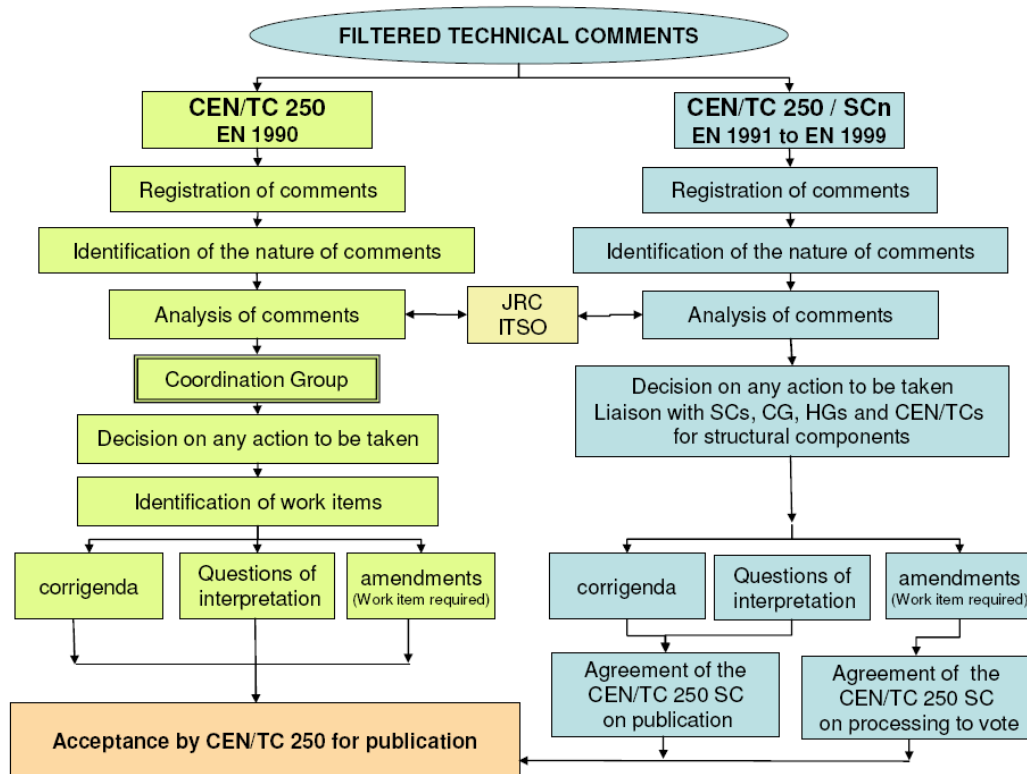 FILTERED TECHNICAL COMMENTS
CEN/TC 250
EN 1990
CEN/TC 250 / SCn
EN 1991 to EN 1999
Registration of comments
Registration of comments
Identification of the nature of comments
Identification of the nature of comments
Analysis of comments
JRC
ITSO
Analysis of comments
Coordination Group
Decision on any action to be taken
Liaison with SCs, CG, HGs and CEN/TCs
for structural components
Decision on any action to be taken
Identification of work items
corrigenda
Questions of
interpretation
amendments
(Work item required)
corrigenda
Questions of
interpretation
amendments
(Work item required)
Agreement of the
CEN/TC 250 SC
on publication
Agreement of the
CEN/TC 250 SC
on processing to vote
Acceptance by CEN/TC 250 for publication